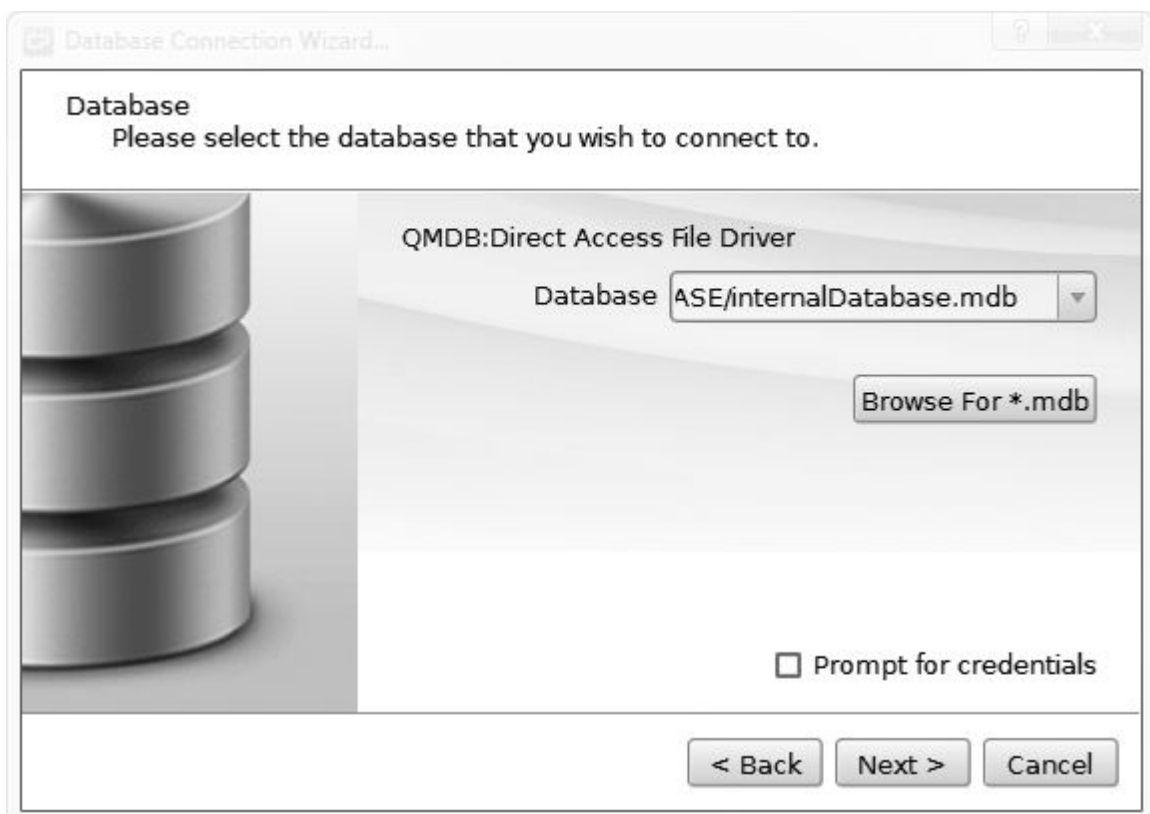 Database Connection Wizard...
Database
Please select the database that you wish to connect to.
QMDB:Direct Access File Driver
Database ASE/internalDatabase.mdb
Browse For *.mdb
Prompt for credentials
< Back Next > Cancel